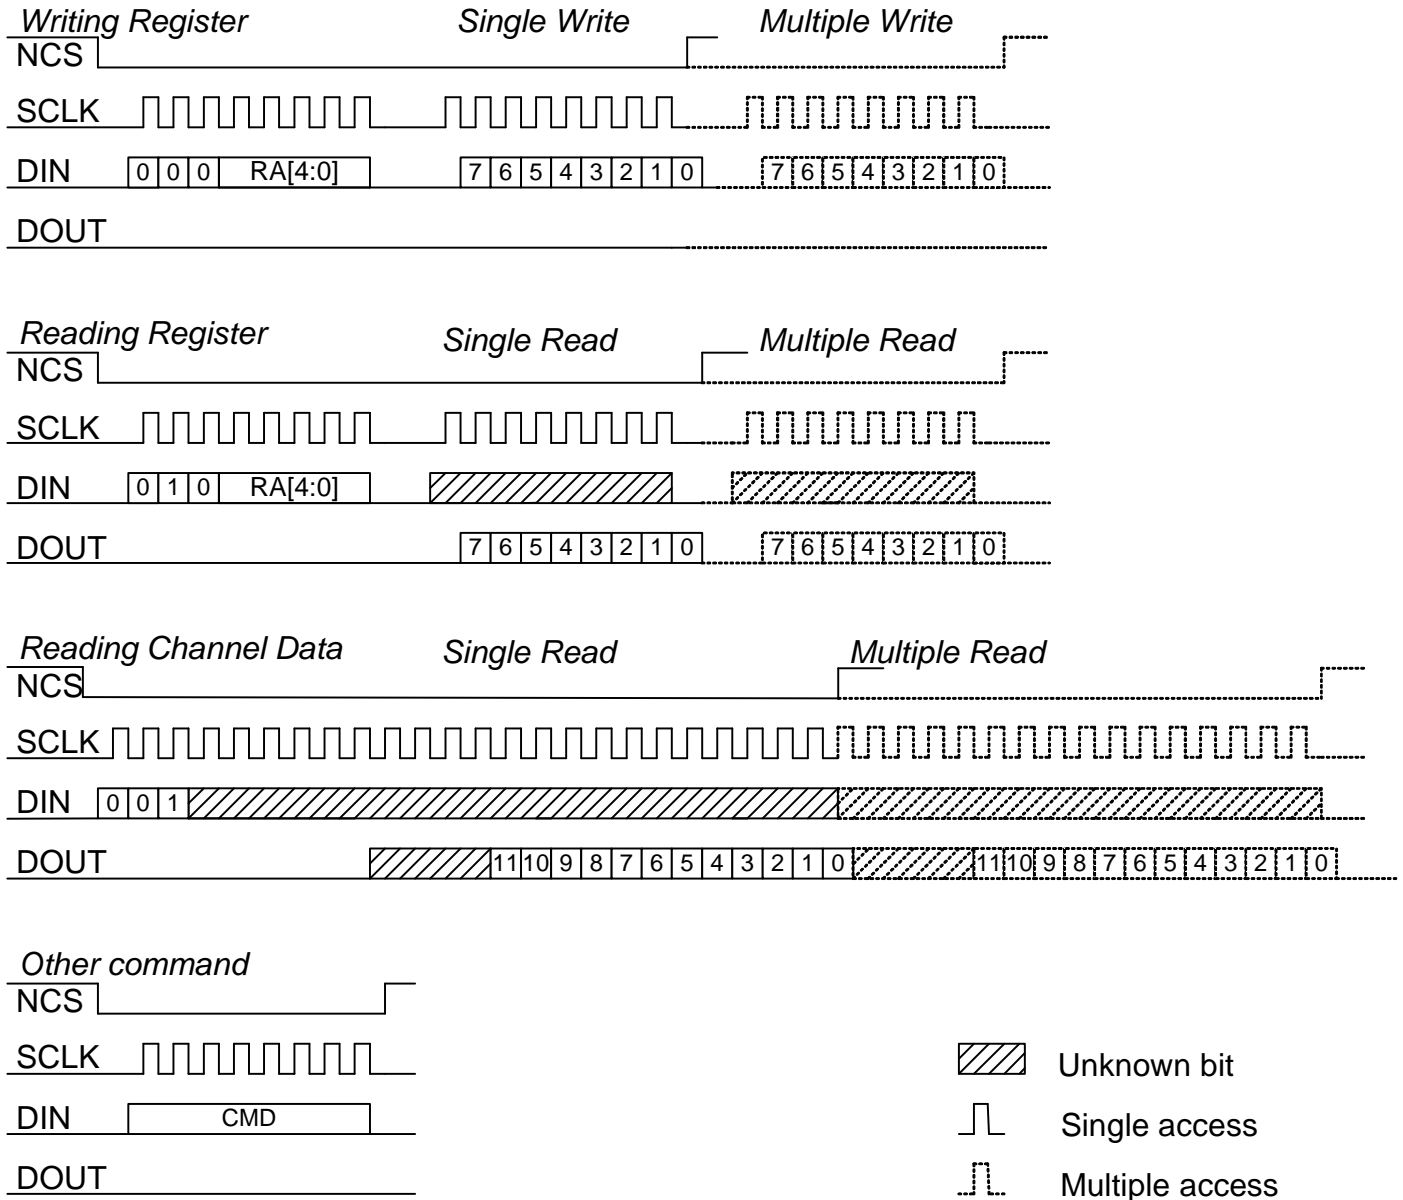 Writing Register Single Write Multiple Write
NCS
SCLK
DIN 0 0 0 RA[4:0] 7 6 5 4 3 2 1 0 7 6 5 4 3 2 1 0
DOUT
Reading Register Single Read Multiple Read
NCS
SCLK
DIN 0 1 0 RA[4:0]
DOUT 7 6 5 4 3 2 1 0 7 6 5 4 3 2 1 0
Reading Channel Data Single Read Multiple Read
NCS
SCLK
DIN 0 0 1
DOUT 11 10 9 8 7 6 5 4 3 2 1 0 11 10 9 8 7 6 5 4 3 2 1 0
Other command
NCS
SCLK
DIN CMD
DOUT
Unknown bit
Single access
Multiple access